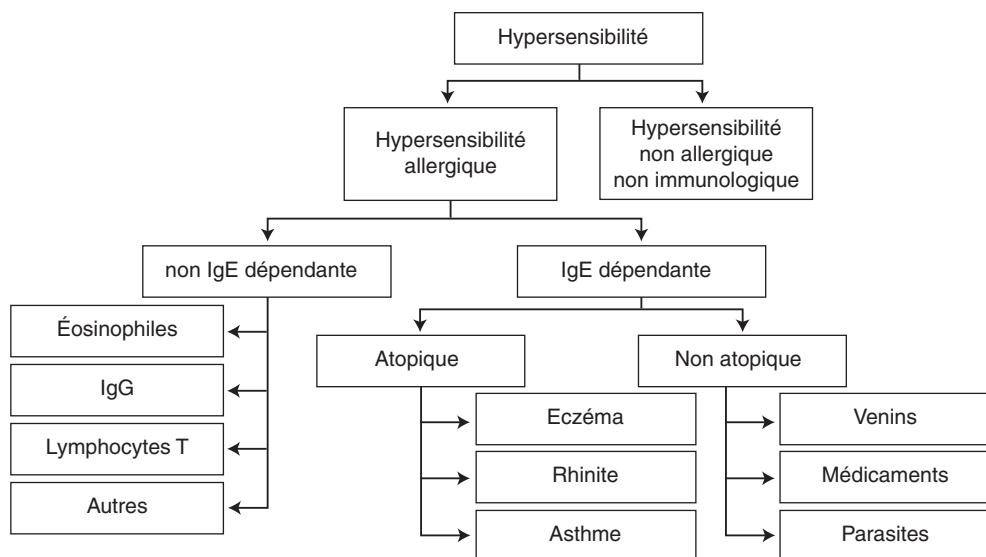 Hypersensibilité
Hypersensibilité
allergique
Hypersensibilité
non allergique
non immunologique
non IgE dépendante
IgE dépendante
Éosinophiles
IgG
Lymphocytes T
Autres
Atopique
Non atopique
Eczéma
Rhinite
Asthme
Venins
Médicaments
Parasites